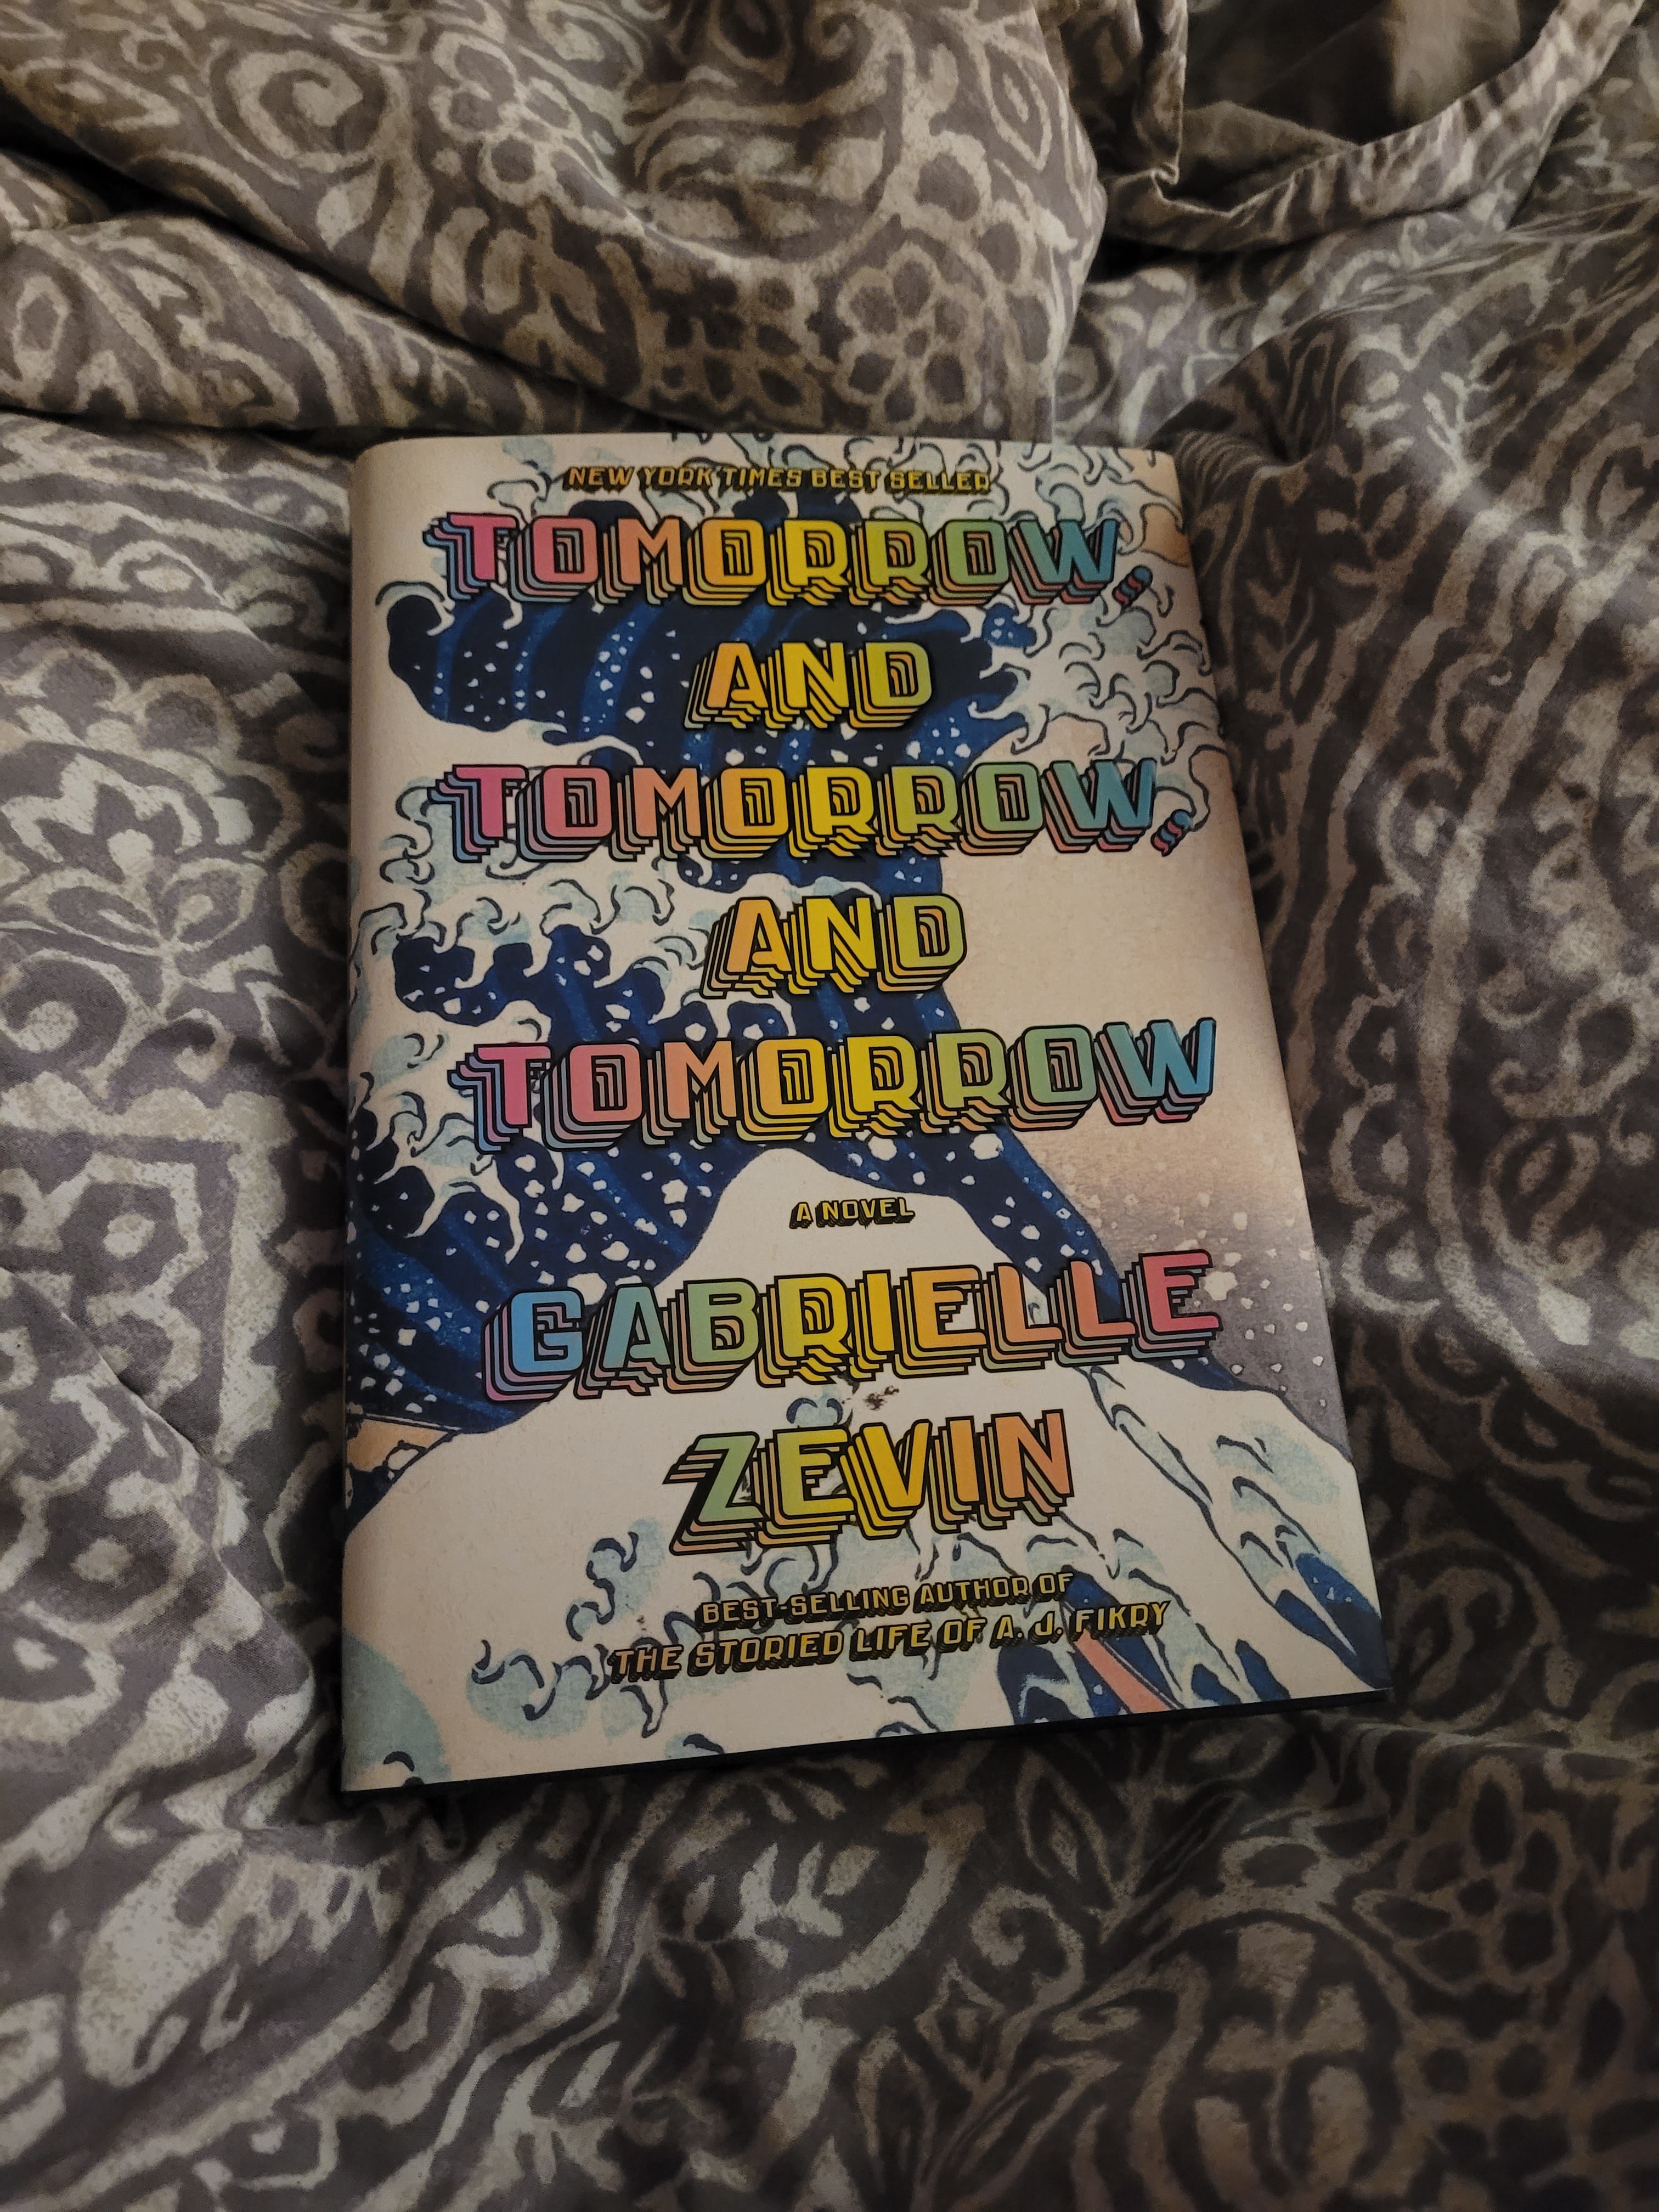 NEW YORK TIMES BEST SELLER
TOMORROW,
AND
TOMORROW,
AND
TOMORROW
A NOVEL
GABRIELLE
ZEVIN
BEST-SELLING AUTHOR OF
THE STORIED LIFE OF A. J. FIKRY